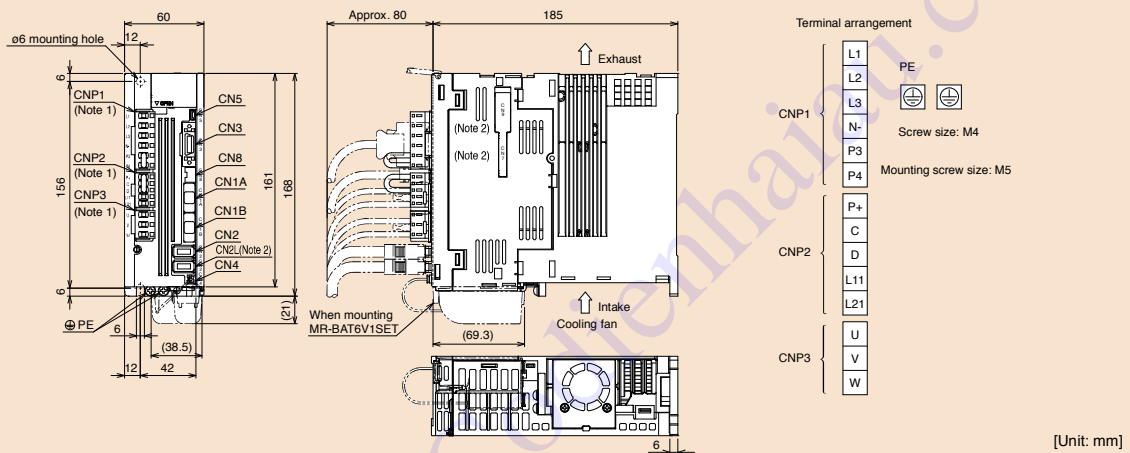 60
12
ø6 mounting hole
6
CNP1
(Note 1)
CNP2
(Note 1)
CNP3
(Note 1)
156
6
PE
6
12
42
(38.5)
OPEN
CN5
CN3
CN8
CN1A
CN1B
CN2
CN2L(Note 2)
CN4
161
168
(21)
Approx. 80
185
Exhaust
(Note 2)
(Note 2)
When mounting
MR-BAT6V1SET
(69.3)
Intake
Cooling fan
6
Terminal arrangement
CNP1
L1
L2
L3
N-
P3
P4
PE
Screw size: M4
Mounting screw size: M5
CNP2
P+
C
D
L11
L21
CNP3
U
V
W
[Unit: mm]